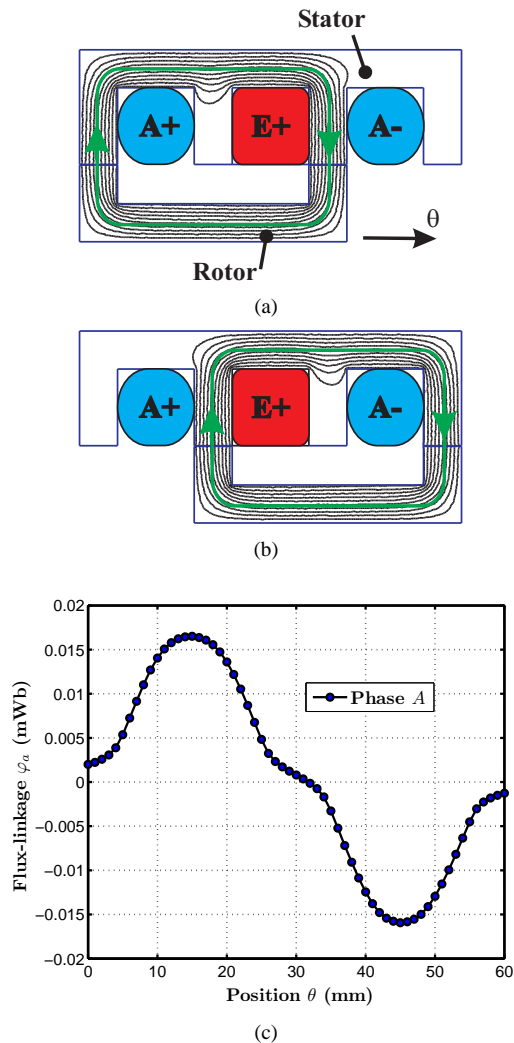 Stator
A+ E+ A-
θ
Rotor
(a)
A+ E+ A-
(b)
0.02
0.015
0.01
0.005
0
−0.005
−0.01
−0.015
−0.02
Flux-linkage φₐ (mWb)
Phase A
0 10 20 30 40 50 60
Position θ (mm)
(c)